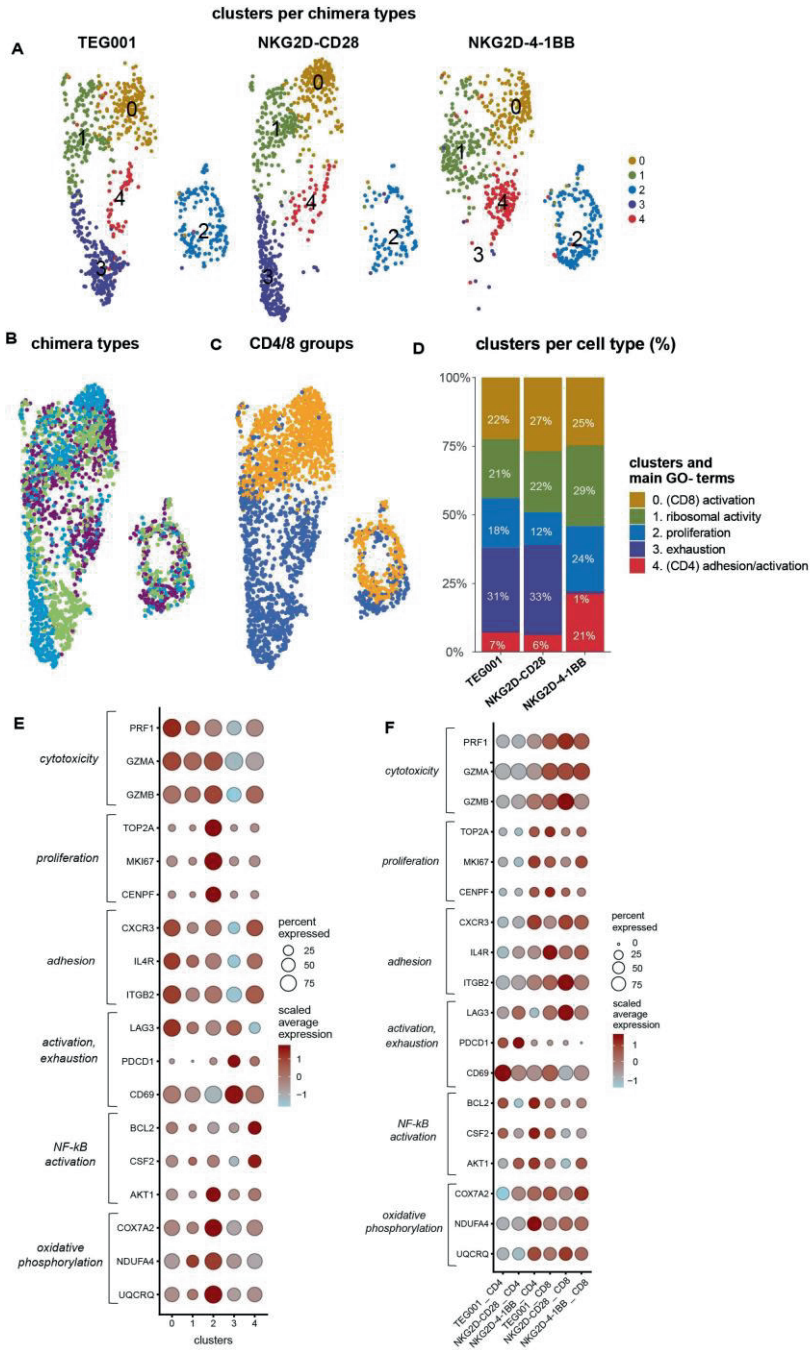 clusters per chimera types
A
TEG001
NKG2D-CD28
NKG2D-4-1BB
0
1
4
2
3
0
1
4
2
3
0
1
4
2
3
0
1
2
3
4
B
chimera types
C
CD4/8 groups
D
clusters per cell type (%)
100%
75%
50%
25%
0%
22%
21%
18%
31%
7%
27%
22%
12%
33%
6%
25%
29%
24%
1%
21%
TEG001
NKG2D-CD28
NKG2D-4-1BB
clusters and
main GO- terms
0. (CD8) activation
1. ribosomal activity
2. proliferation
3. exhaustion
4. (CD4) adhesion/activation
E
cytotoxicity
PRF1
GZMA
GZMB
proliferation
TOP2A
MKI67
CENPF
adhesion
CXCR3
IL4R
ITGB2
activation,
exhaustion
LAG3
PDCD1
CD69
NF-kB
activation
BCL2
CSF2
AKT1
oxidative
phosphorylation
COX7A2
NDUFA4
UQCRQ
0 1 2 3 4
clusters
percent
expressed
25
50
75
scaled
average
expression
1
0
−1
F
cytotoxicity
PRF1
GZMA
GZMB
proliferation
TOP2A
MKI67
CENPF
adhesion
CXCR3
IL4R
ITGB2
activation,
exhaustion
LAG3
PDCD1
CD69
NF-kB
activation
BCL2
CSF2
AKT1
oxidative
phosphorylation
COX7A2
NDUFA4
UQCRQ
TEG001_ CD4
NKG2D-CD28 _ CD4
NKG2D-4-1BB _ CD4
TEG001_ CD8
NKG2D-CD28 _ CD8
NKG2D-4-1BB _ CD8
percent
expressed
0
25
50
75
scaled
average
expression
1
0
−1